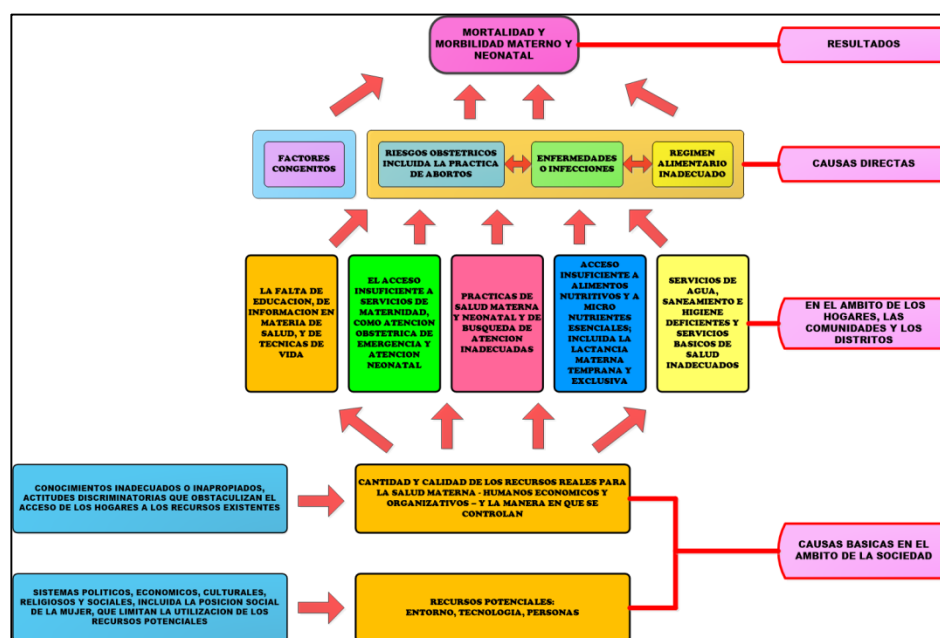 MORTALIDAD Y
MORBILIDAD MATERNO Y
NEONATAL
RESULTADOS
FACTORES
CONGENITOS
RIESGOS OBSTETRICOS
INCLUIDA LA PRACTICA
DE ABORTOS
ENFERMEDADES
O INFECCIONES
REGIMEN
ALIMENTARIO
INADECUADO
CAUSAS DIRECTAS
LA FALTA DE
EDUCACION, DE
INFORMACION EN
MATERIA DE
SALUD, Y DE
TECNICAS DE
VIDA
EL ACCESO
INSUFICIENTE A
SERVICIOS DE
MATERNIDAD,
COMO ATENCION
OBSTETRICA DE
EMERGENCIA Y
ATENCION
NEONATAL
PRACTICAS DE
SALUD MATERNA
Y NEONATAL Y DE
BUSQUEDA DE
ATENCION
INADECUADAS
ACCESO
INSUFICIENTE A
ALIMENTOS
NUTRITIVOS Y A
MICRO
NUTRIENTES
ESENCIALES;
INCLUIDA LA
LACTANCIA
MATERNA
TEMPRANA Y
EXCLUSIVA
SERVICIOS DE
AGUA,
SANEAMIENTO E
HIGIENE
DEFICIENTES Y
SERVICIOS
BASICOS DE
SALUD
INADECUADOS
EN EL AMBITO DE LOS
HOGARES, LAS
COMUNIDADES Y LOS
DISTRITOS
CONOCIMIENTOS INADECUADOS O INAPROPIADOS,
ACTITUDES DISCRIMINATORIAS QUE OBSTACULIZAN EL
ACCESO DE LOS HOGARES A LOS RECURSOS EXISTENTES
CANTIDAD Y CALIDAD DE LOS RECURSOS REALES PARA
LA SALUD MATERNA - HUMANOS ECONOMICOS Y
ORGANIZATIVOS – Y LA MANERA EN QUE SE
CONTROLAN
CAUSAS BASICAS EN EL
AMBITO DE LA SOCIEDAD
SISTEMAS POLITICOS, ECONOMICOS, CULTURALES,
RELIGIOSOS Y SOCIALES, INCLUIDA LA POSICION SOCIAL
DE LA MUJER, QUE LIMITAN LA UTILIZACION DE LOS
RECURSOS POTENCIALES
RECURSOS POTENCIALES:
ENTORNO, TECNOLOGIA, PERSONAS